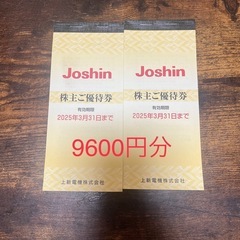 Joshin
株主ご優待券
有効期限
2025年3月31日まで
上新電機株式会社
Joshin
株主ご優待券
有効期限
2025年3月31日まで
上新電機株式会社
9600円分